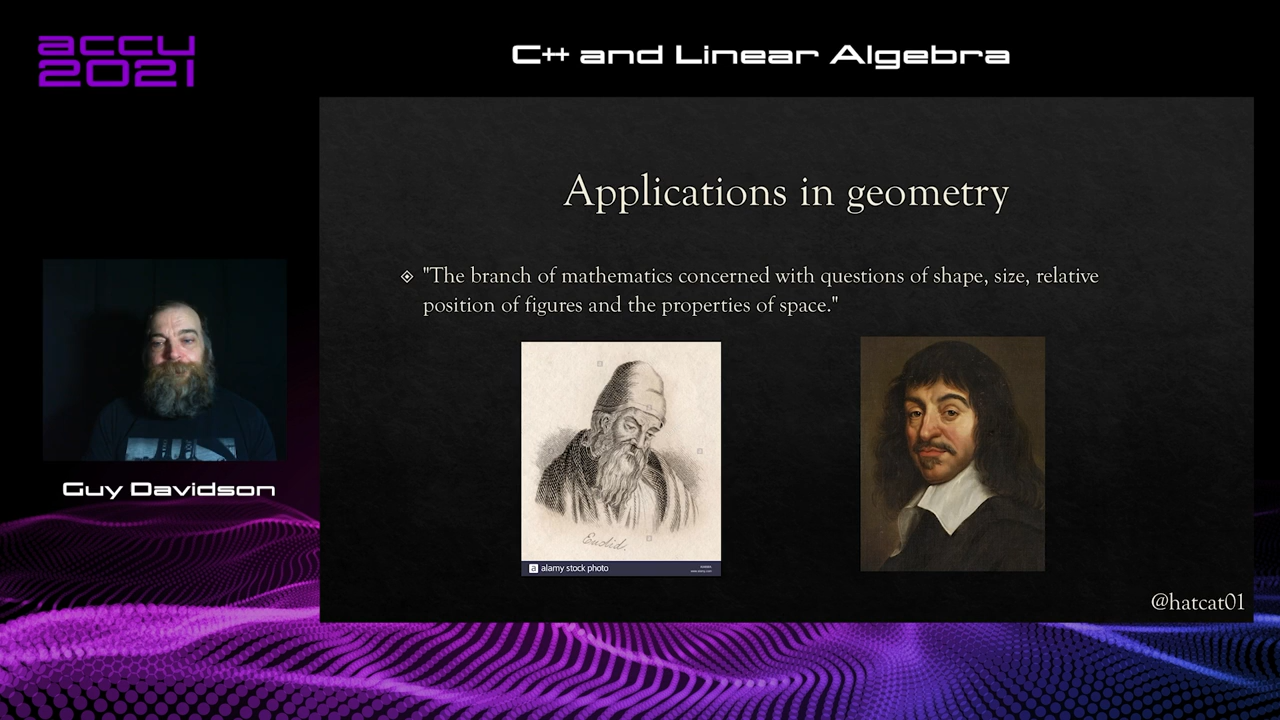 accu
2021
C++ and Linear Algebra
Applications in geometry
"The branch of mathematics concerned with questions of shape, size, relative
position of figures and the properties of space."
Euclid.
a alamy stock photo
Guy Davidson
@hatcat01